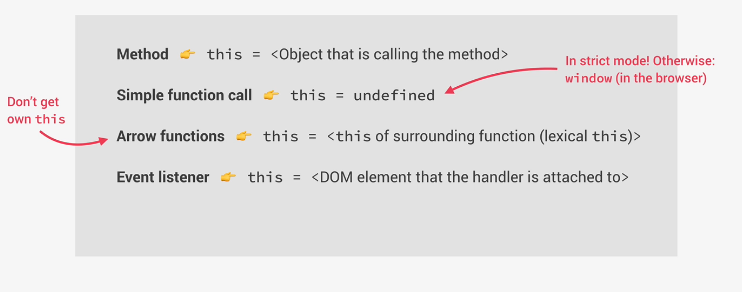 Method 👉 this = <Object that is calling the method>
In strict mode! Otherwise:
window (in the browser)
Simple function call 👉 this = undefined
Don’t get
own this
Arrow functions 👉 this = <this of surrounding function (lexical this)>
Event listener 👉 this = <DOM element that the handler is attached to>